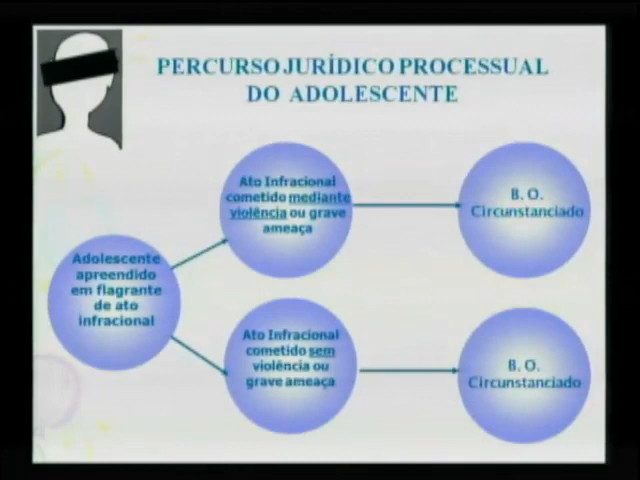 PERCURSO JURÍDICO PROCESSUAL
DO ADOLESCENTE
Adolescente
apreendido
em flagrante
de ato
infracional
Ato Infracional
cometido mediante
violência ou grave
ameaça
B. O.
Circunstanciado
Ato Infracional
cometido sem
violência ou
grave ameaça
B. O.
Circunstanciado